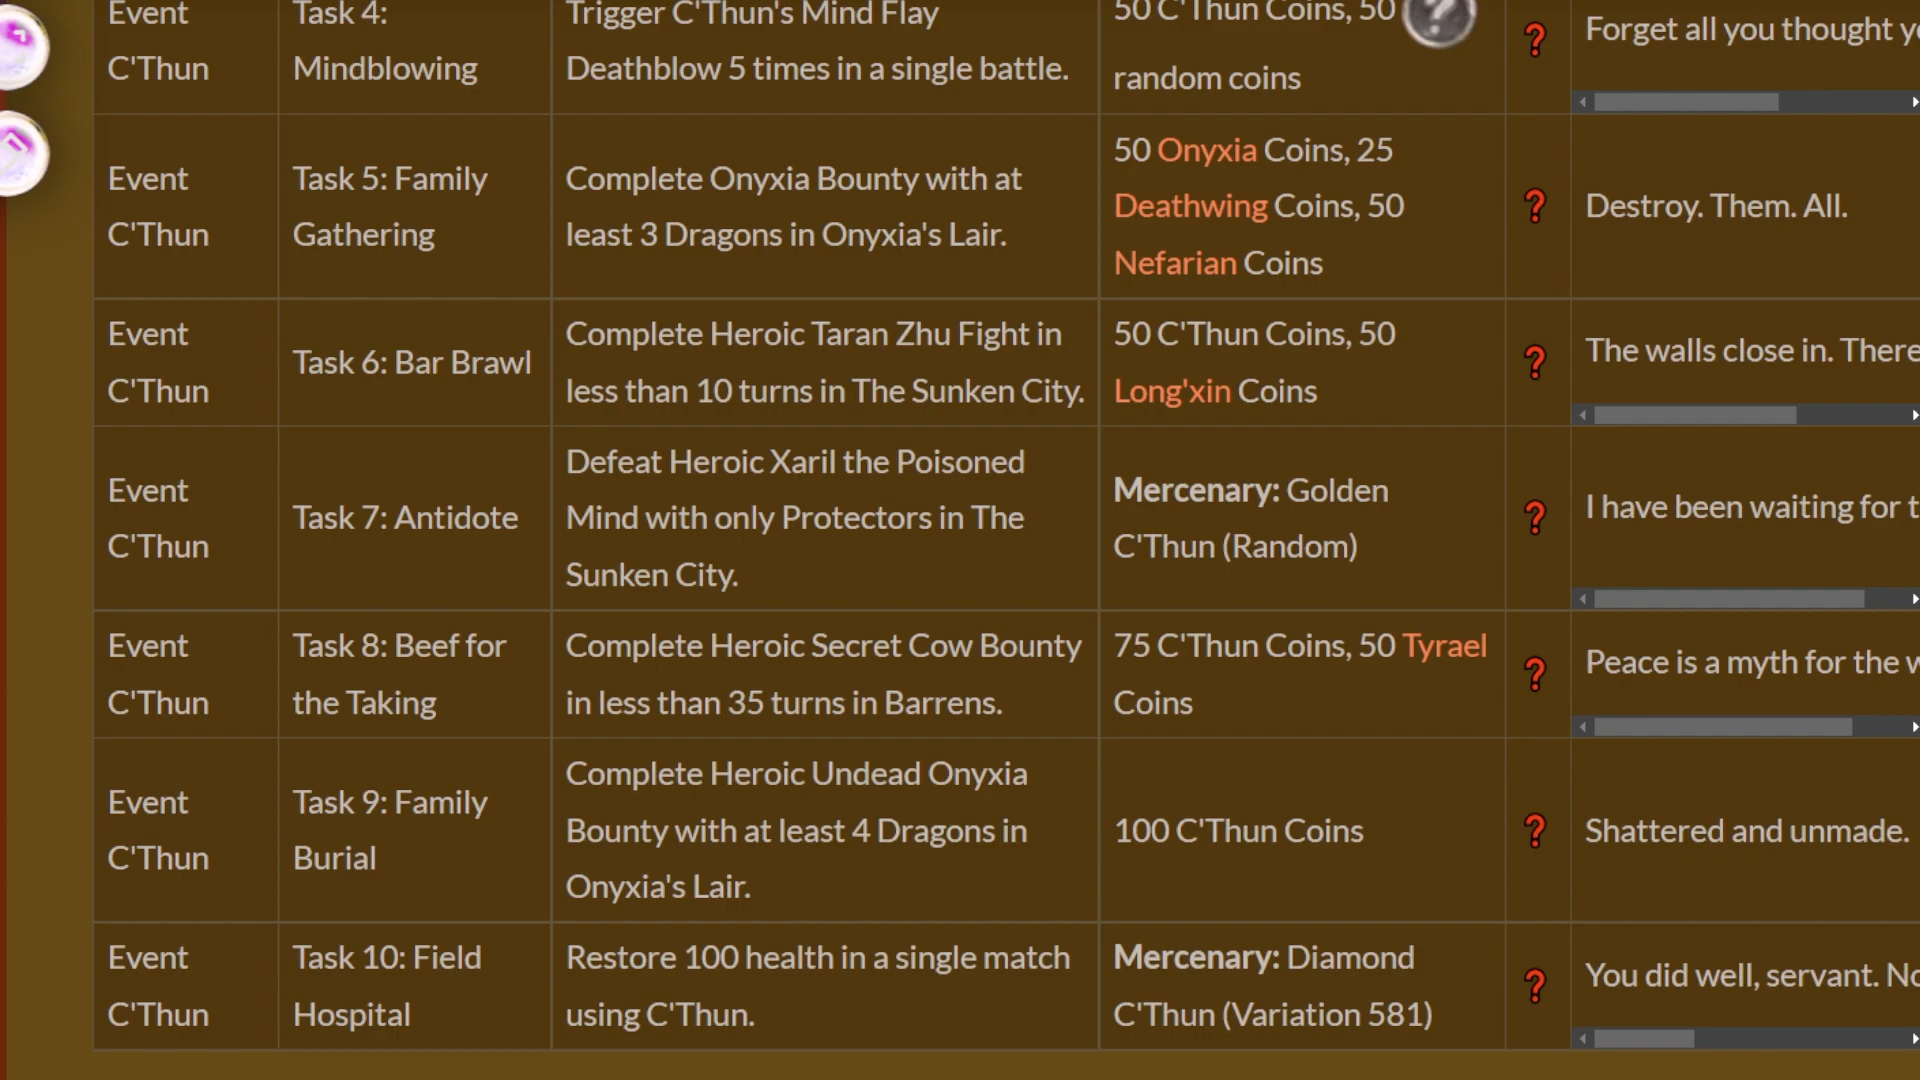 Event C'Thun
Task 4: Mindblowing
Trigger C'Thun's Mind Flay
Deathblow 5 times in a single battle.
50 C'Thun Coins, 50
random coins
Forget all you thought
Event C'Thun
Task 5: Family
Gathering
Complete Onyxia Bounty with at
least 3 Dragons in Onyxia's Lair.
50 Onyxia Coins, 25
Deathwing Coins, 50
Nefarian Coins
Destroy. Them. All.
Event C'Thun
Task 6: Bar Brawl
Complete Heroic Taran Zhu Fight in
less than 10 turns in The Sunken City.
50 C'Thun Coins, 50
Long'xin Coins
The walls close in. There
Event C'Thun
Task 7: Antidote
Defeat Heroic Xaril the Poisoned
Mind with only Protectors in The
Sunken City.
Mercenary: Golden
C'Thun (Random)
I have been waiting for
Event C'Thun
Task 8: Beef for
the Taking
Complete Heroic Secret Cow Bounty
in less than 35 turns in Barrens.
75 C'Thun Coins, 50 Tyrael
Coins
Peace is a myth for the
Event C'Thun
Task 9: Family
Burial
Complete Heroic Undead Onyxia
Bounty with at least 4 Dragons in
Onyxia's Lair.
100 C'Thun Coins
Shattered and unmade.
Event C'Thun
Task 10: Field
Hospital
Restore 100 health in a single match
using C'Thun.
Mercenary: Diamond
C'Thun (Variation 581)
You did well, servant.